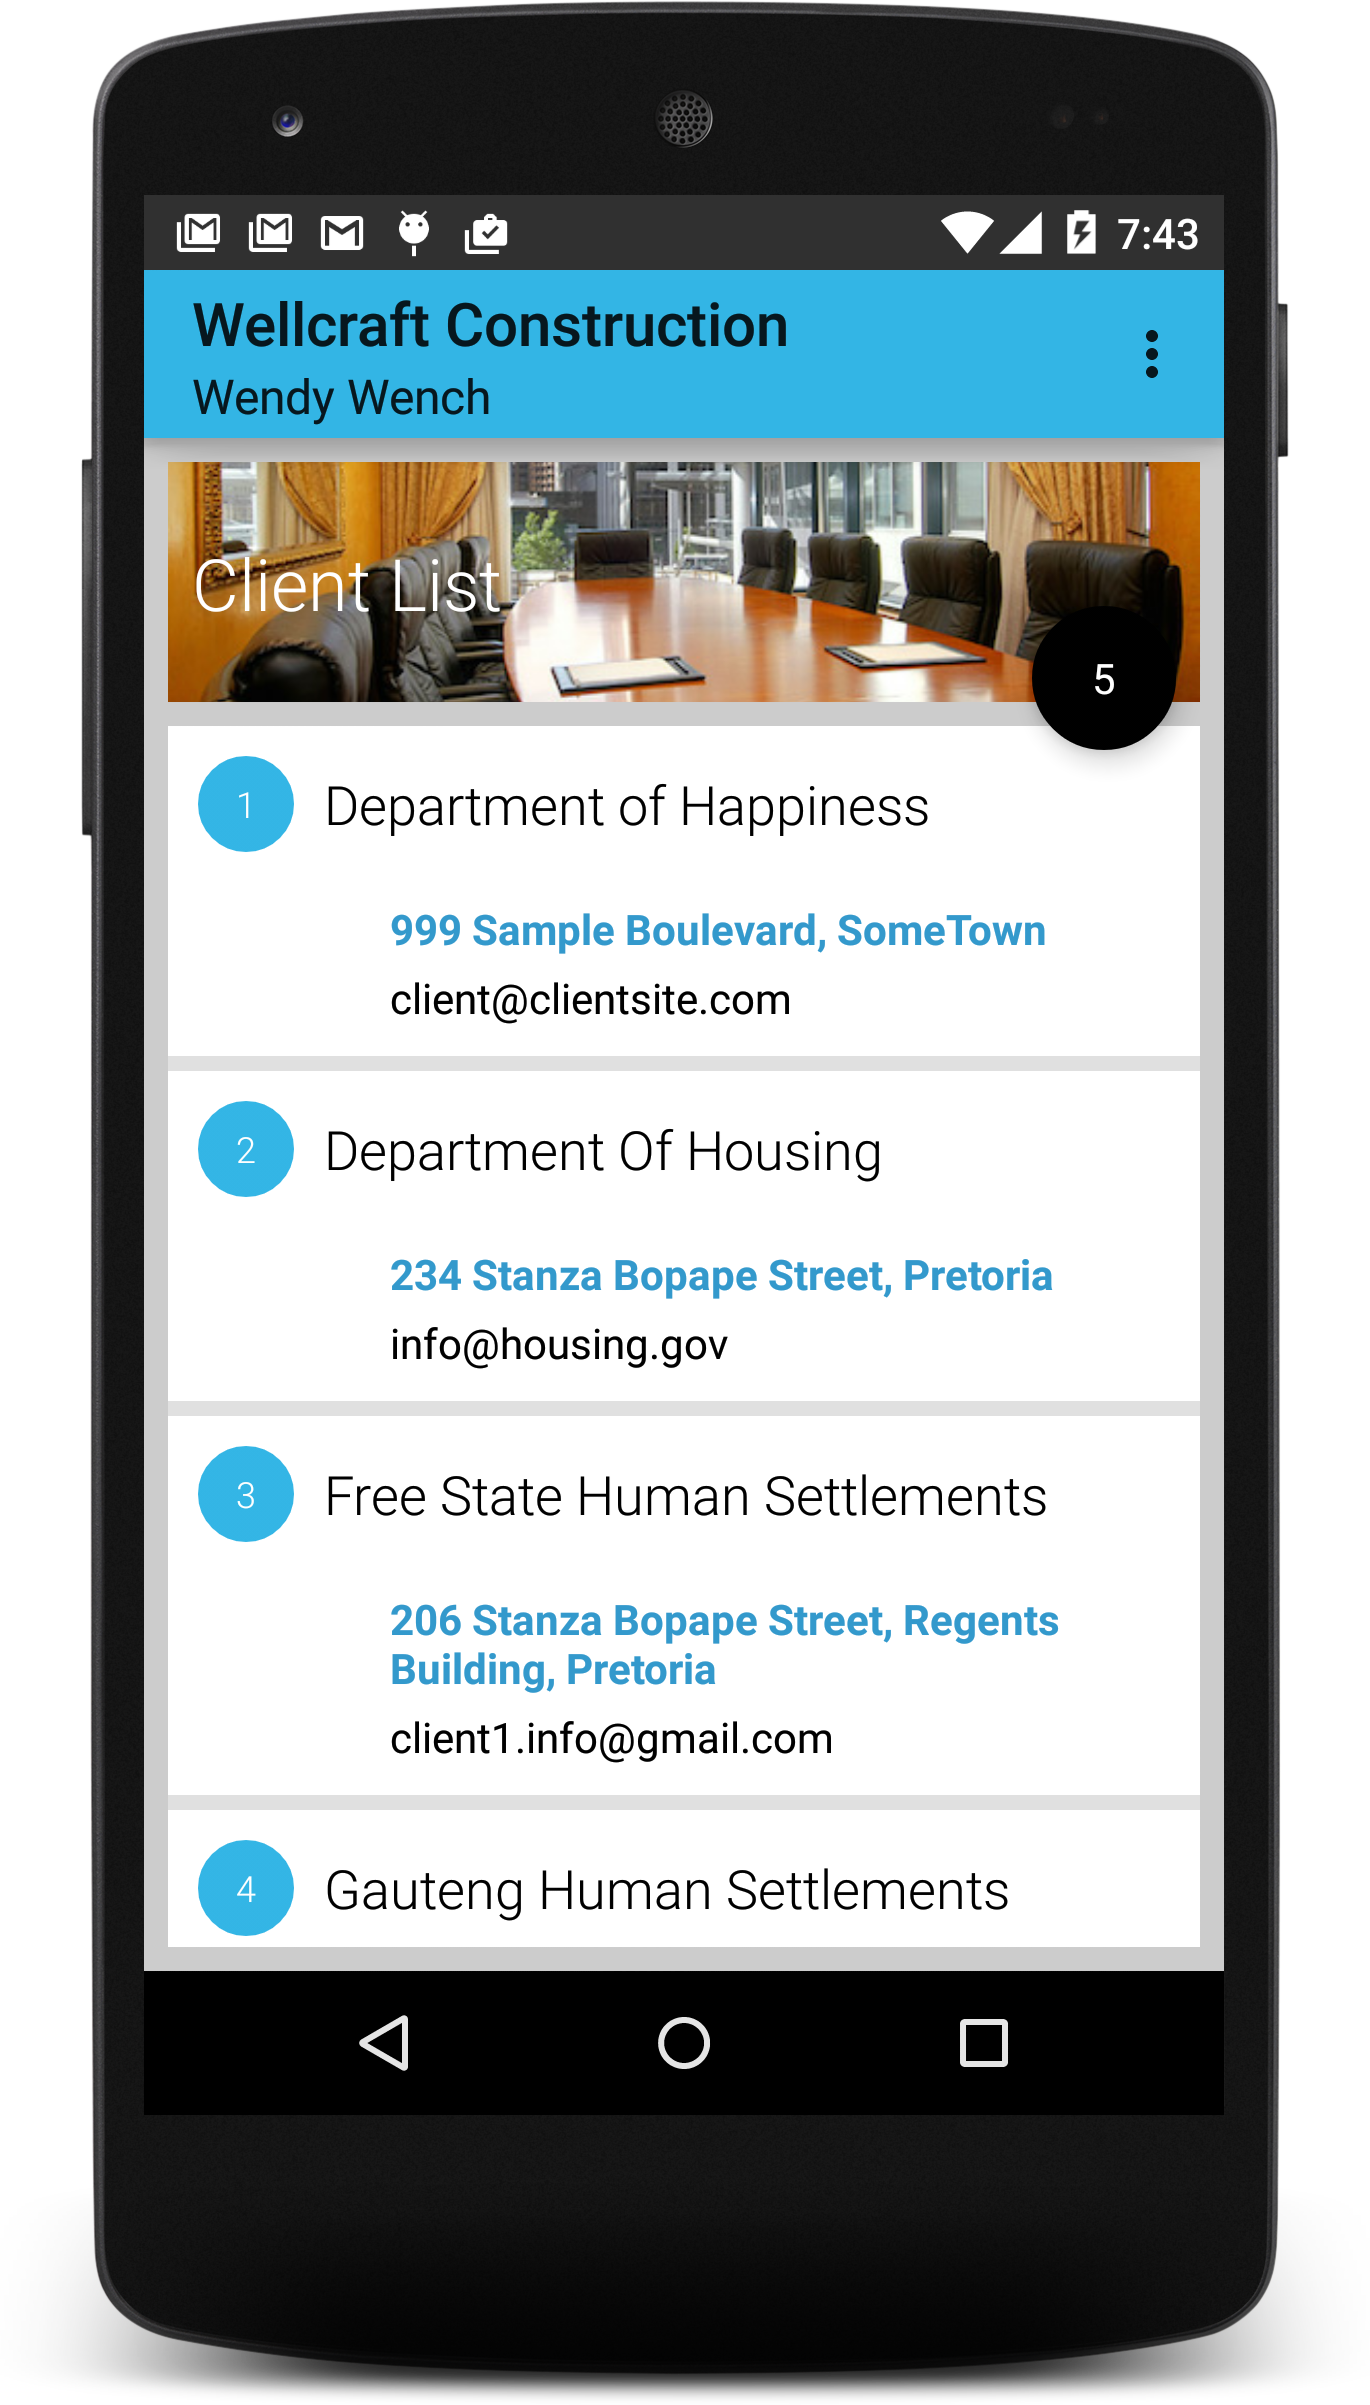 7:43
Wellcraft Construction
Wendy Wench
Client List
5
1 Department of Happiness
999 Sample Boulevard, SomeTown
client@clientsite.com
2 Department Of Housing
234 Stanza Bopape Street, Pretoria
info@housing.gov
3 Free State Human Settlements
206 Stanza Bopape Street, Regents
Building, Pretoria
client1.info@gmail.com
4 Gauteng Human Settlements